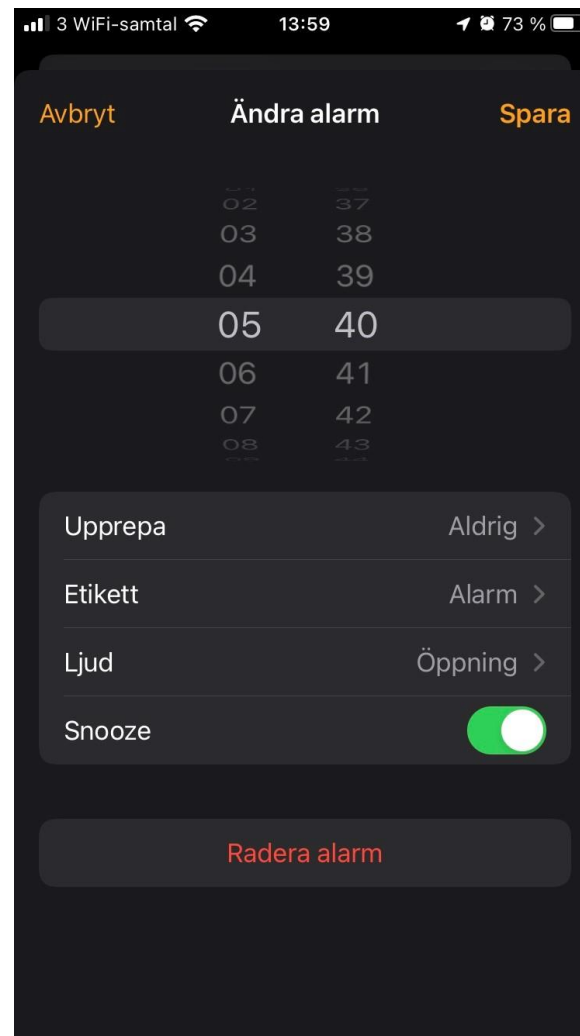 3 WiFi-samtal 13:59 73 %
Avbryt Ändra alarm Spara
02 37
03 38
04 39
05 40
06 41
07 42
08 43
Upprepa Aldrig
Etikett Alarm
Ljud Öppning
Snooze
Radera alarm